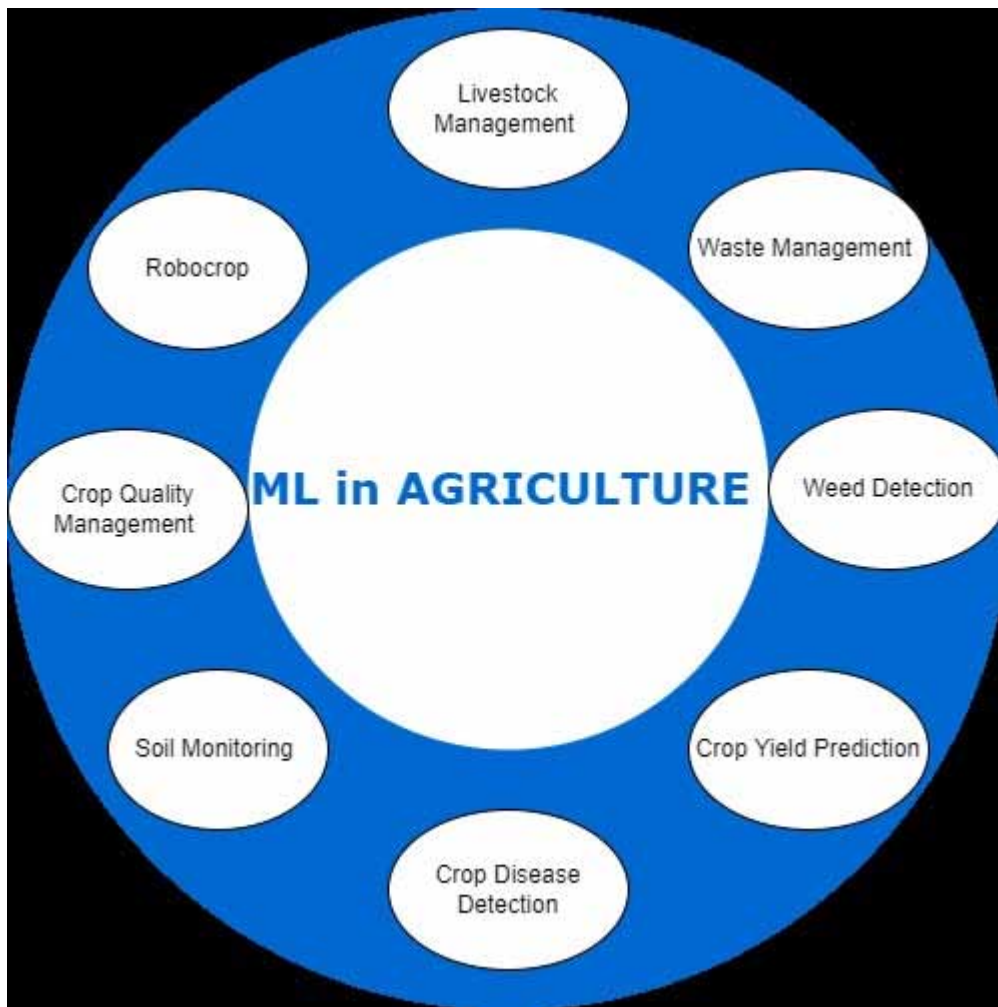 Livestock
Management
Waste Management
Robocrop
Weed Detection
ML in AGRICULTURE
Crop Quality
Management
Soil Monitoring
Crop Yield Prediction
Crop Disease
Detection